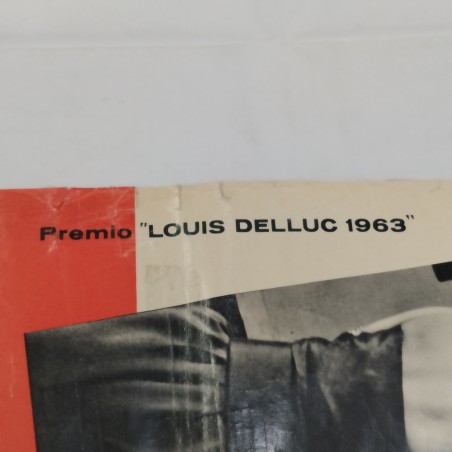 Premio "LOUIS DELLUC 1963"